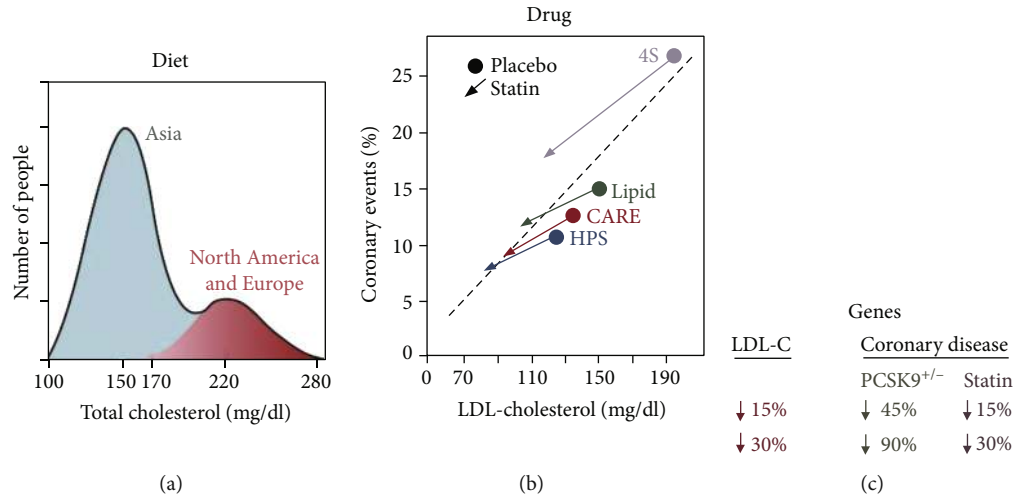 Diet
Number of people
Asia
North America
and Europe
100 150 170 220 280
Total cholesterol (mg/dl)
(a)
Drug
Coronary events (%)
25
20
15
10
5
0
Placebo
Statin
4S
Lipid
CARE
HPS
0 70 110 150 190
LDL-cholesterol (mg/dl)
(b)
Genes
LDL-C Coronary disease
PCSK9+/– Statin
↓ 15% ↓ 45% ↓ 15%
↓ 30% ↓ 90% ↓ 30%
(c)